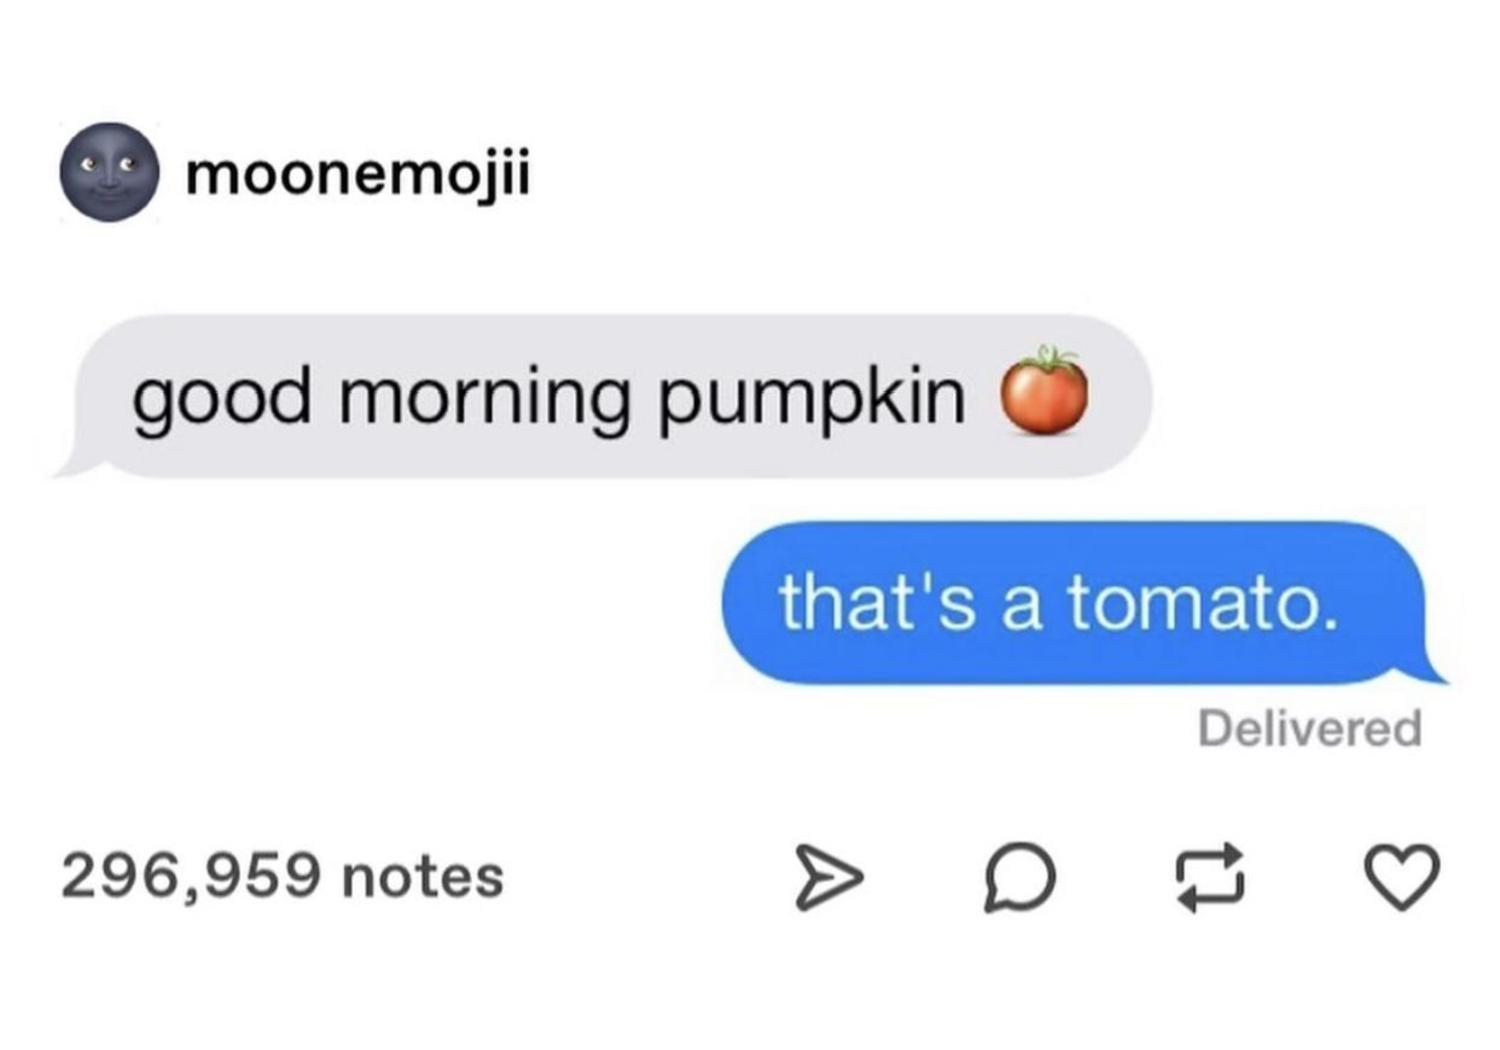 moonemojii
good morning pumpkin 🍅
that's a tomato.
Delivered
296,959 notes